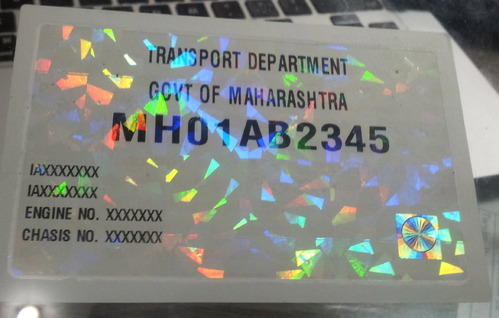 TRANSPORT DEPARTMENT
GOVT OF MAHARASHTRA
MH01AB2345
IAXXXXXXX
IAXXXXXXX
ENGINE NO. XXXXXXX
CHASIS NO. XXXXXXX